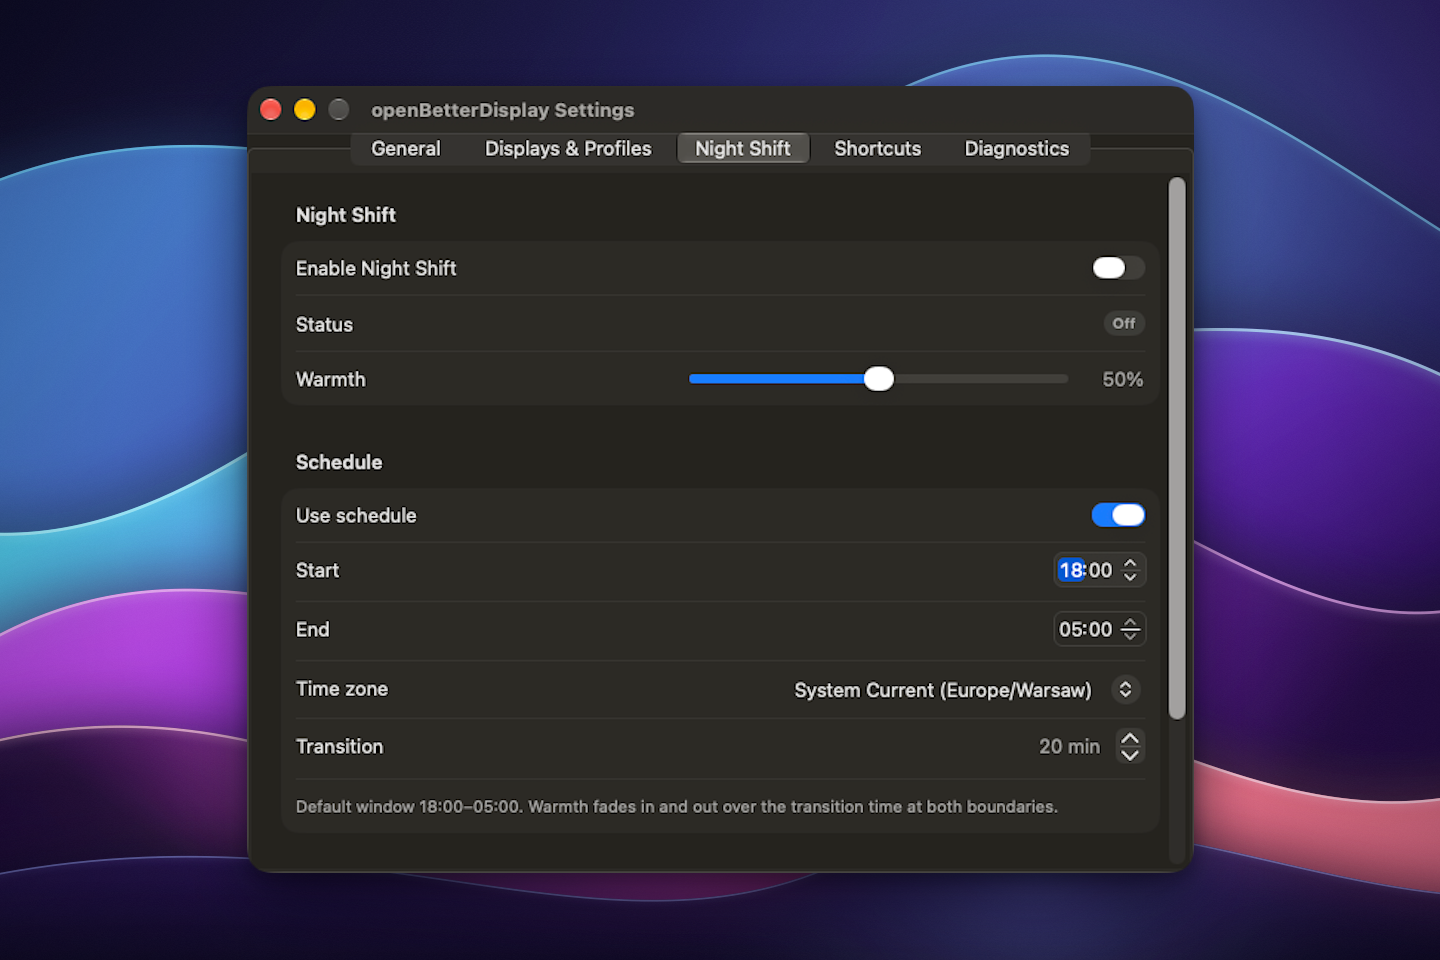 openBetterDisplay Settings
General Displays & Profiles Night Shift Shortcuts Diagnostics
Night Shift
Enable Night Shift
Status Off
Warmth 50%
Schedule
Use schedule
Start 18:00
End 05:00
Time zone System Current (Europe/Warsaw)
Transition 20 min
Default window 18:00–05:00. Warmth fades in and out over the transition time at both boundaries.